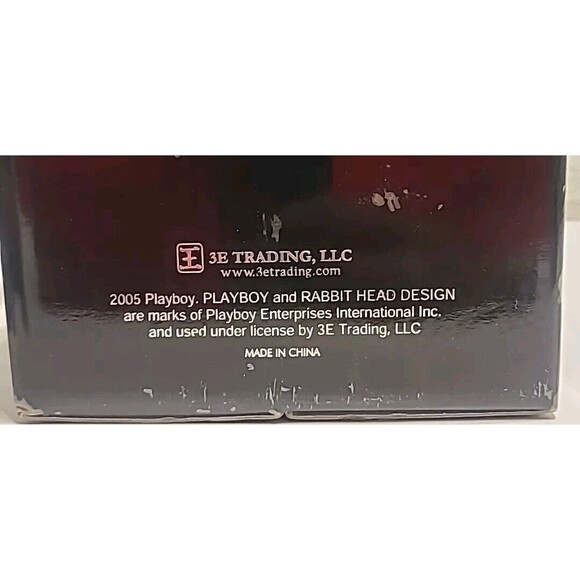 3E TRADING, LLC
www.3etrading.com
2005 Playboy. PLAYBOY and RABBIT HEAD DESIGN
are marks of Playboy Enterprises International Inc.
and used under license by 3E Trading, LLC
MADE IN CHINA